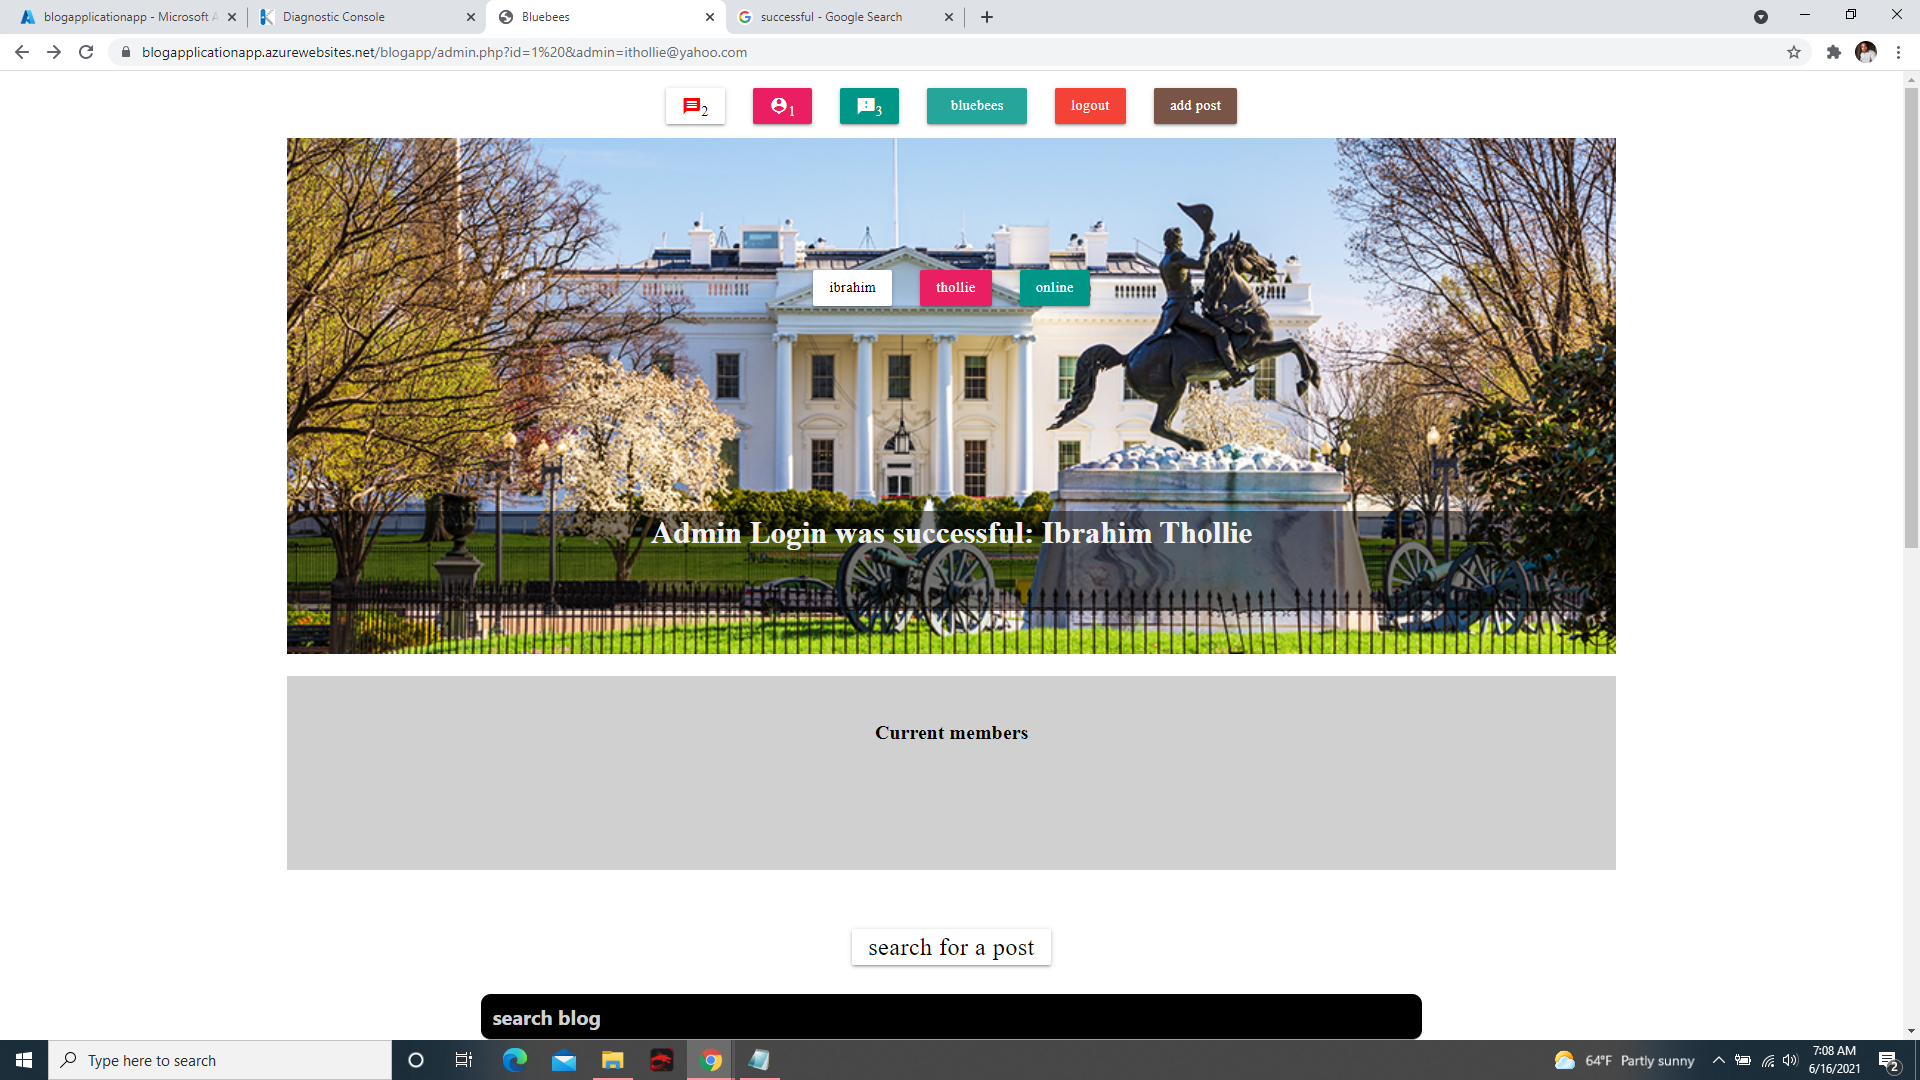 blogapplicationapp - Microsoft A
Diagnostic Console
Bluebees
successful - Google Search
blogapplicationapp.azurewebsites.net/blogapp/admin.php?id=1%20&admin=ithollie@yahoo.com
2
1
3
bluebees
logout
add post
ibrahim
thollie
online
Admin Login was successful: Ibrahim Thollie
Current members
search for a post
search blog
Type here to search
64°F Partly sunny
7:08 AM
6/16/2021
2